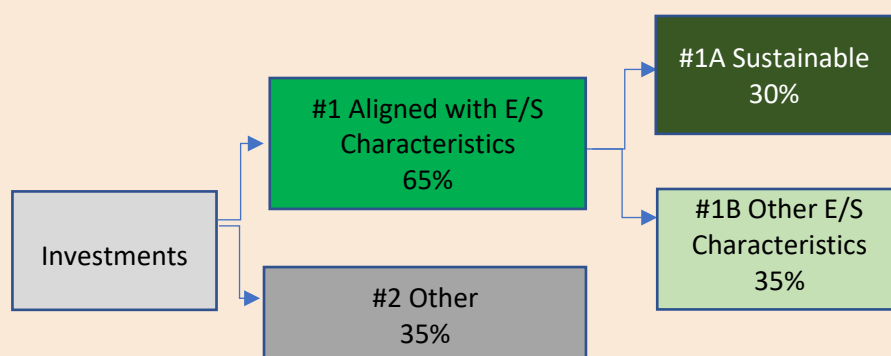 Investments
#1 Aligned with E/S
Characteristics
65%
#2 Other
35%
#1A Sustainable
30%
#1B Other E/S
Characteristics
35%